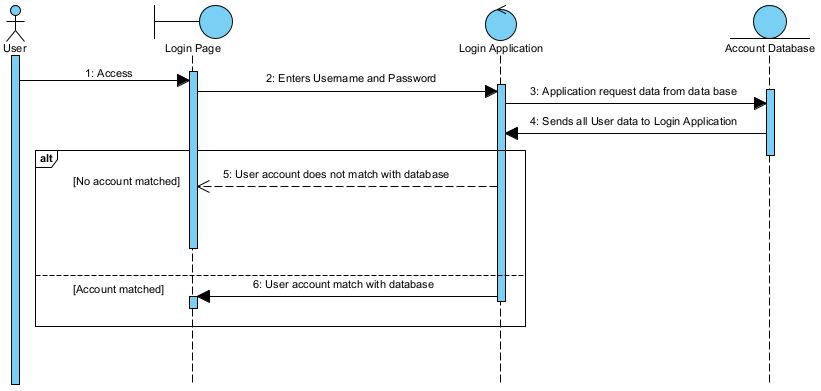 User
Login Page
Login Application
Account Database
1: Access
2: Enters Username and Password
3: Application request data from data base
4: Sends all User data to Login Application
alt
[No account matched]
5: User account does not match with database
[Account matched]
6: User account match with database